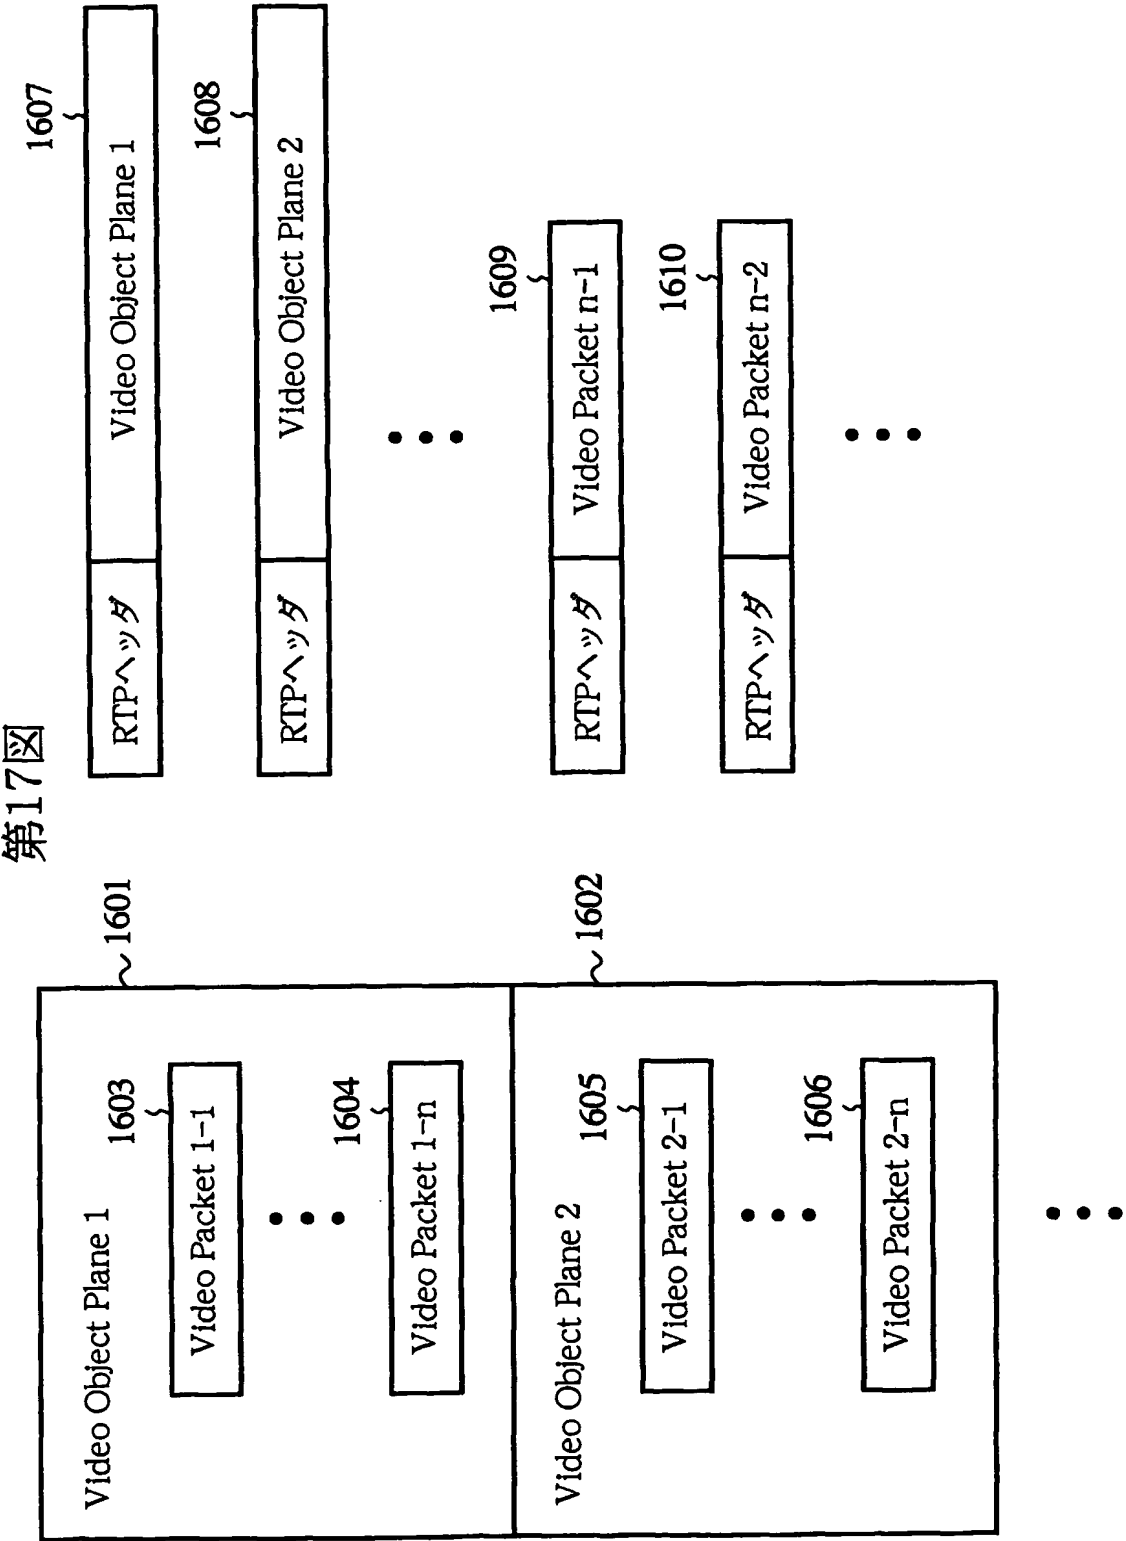 第17図
1601
Video Object Plane 1
1603
Video Packet 1-1
1604
Video Packet 1-n
1602
Video Object Plane 2
1605
Video Packet 2-1
1606
Video Packet 2-n
1607
RTPヘッダ Video Object Plane 1
1608
RTPヘッダ Video Object Plane 2
1609
RTPヘッダ Video Packet n-1
1610
RTPヘッダ Video Packet n-2